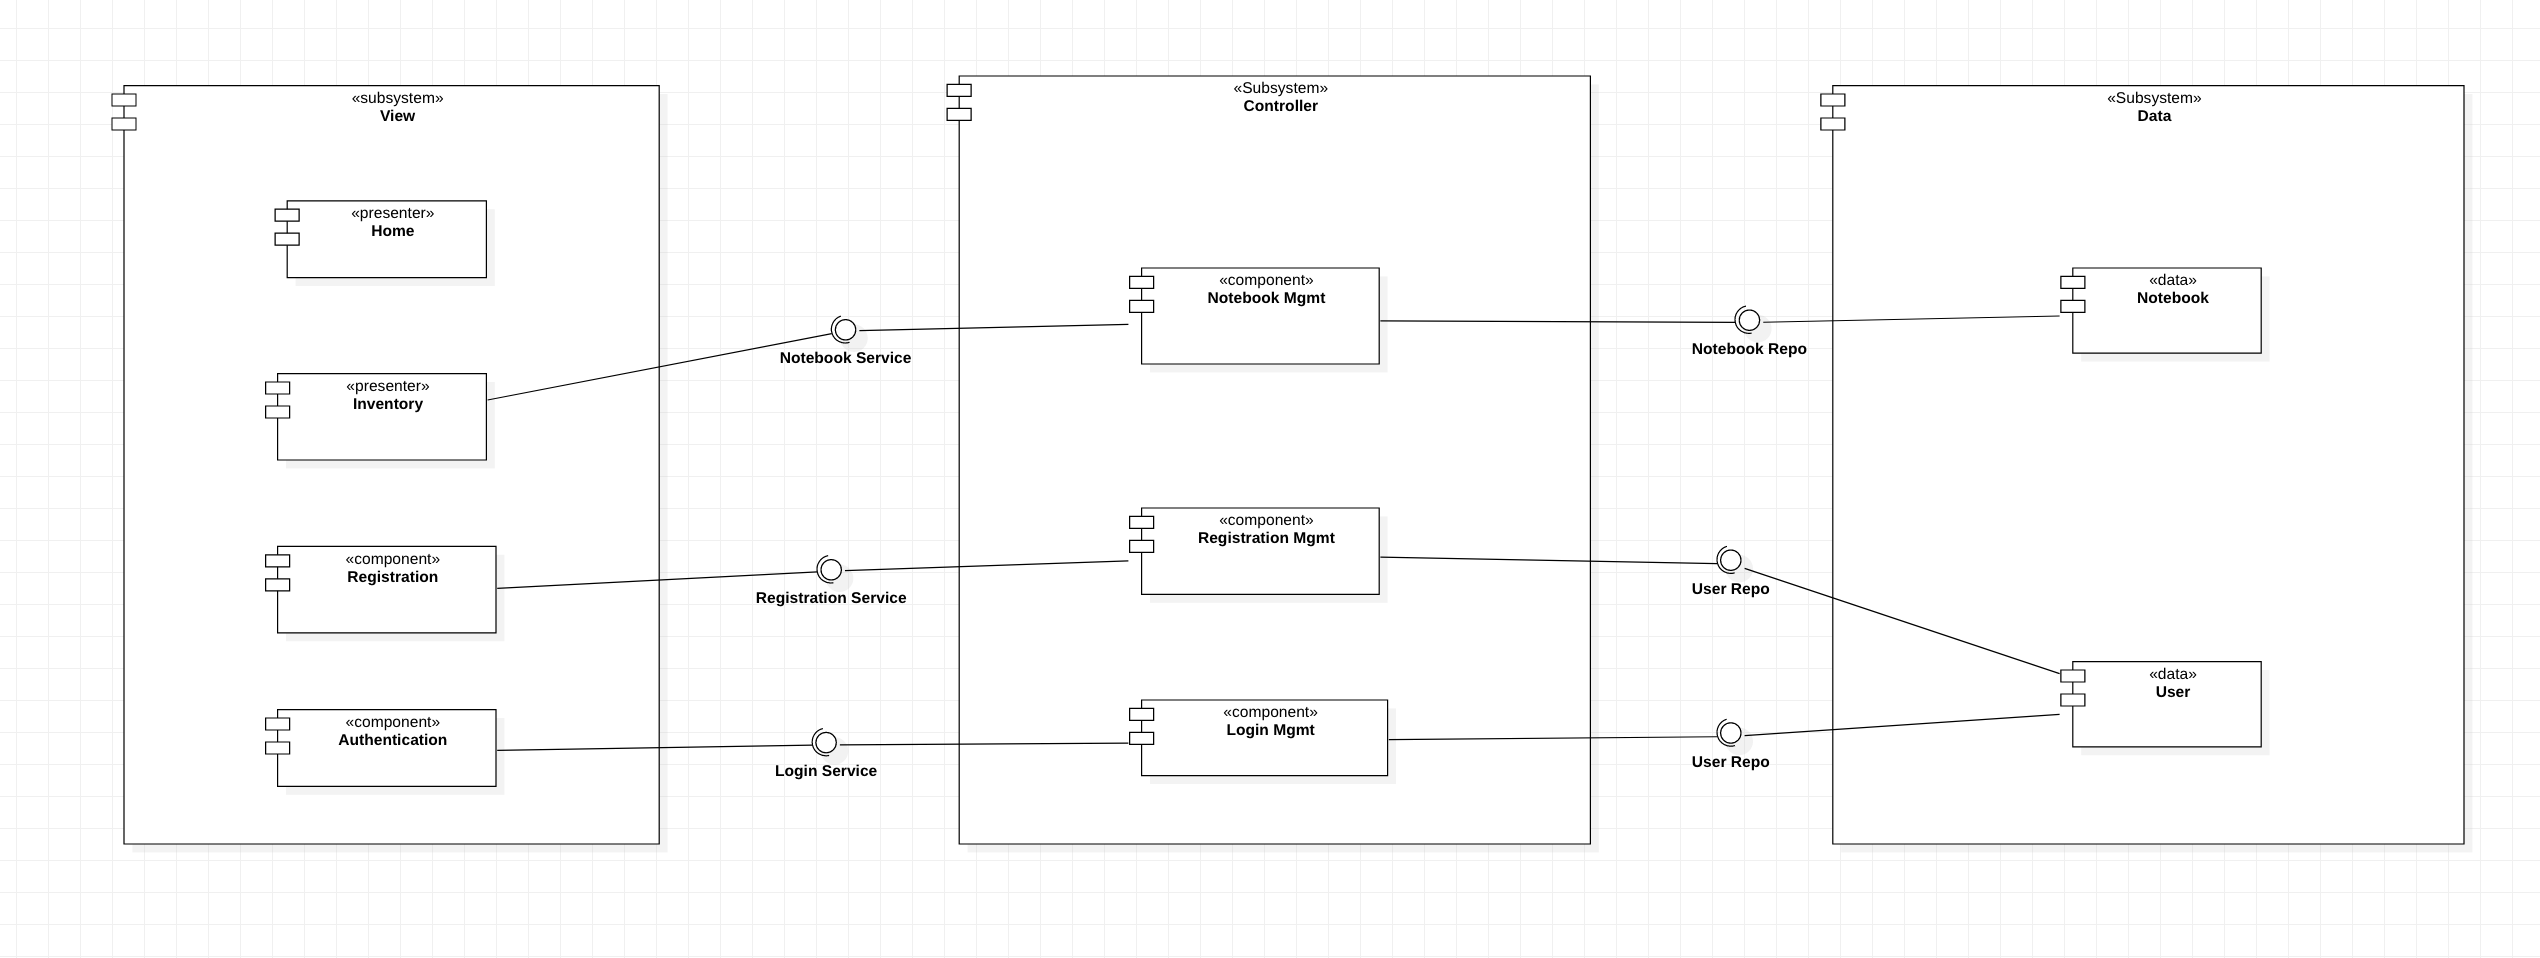 «subsystem»
View
«presenter»
Home
«presenter»
Inventory
«component»
Registration
«component»
Authentication
Notebook Service
Registration Service
Login Service
«Subsystem»
Controller
«component»
Notebook Mgmt
«component»
Registration Mgmt
«component»
Login Mgmt
Notebook Repo
User Repo
User Repo
«Subsystem»
Data
«data»
Notebook
«data»
User